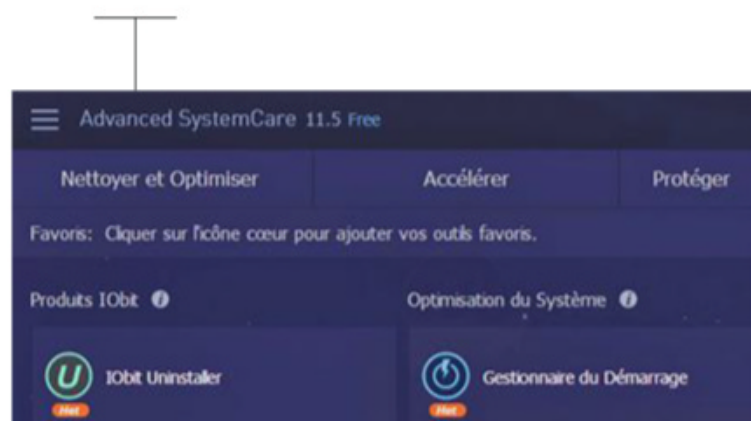 Advanced SystemCare 11.5 Free
Nettoyer et Optimiser Accélérer Protéger
Favoris: Cliquer sur l'icône cœur pour ajouter vos outils favoris.
Produits IObit i Optimisation du Système i
U IObit Uninstaller Gestionnaire du Démarrage
Hot Hot